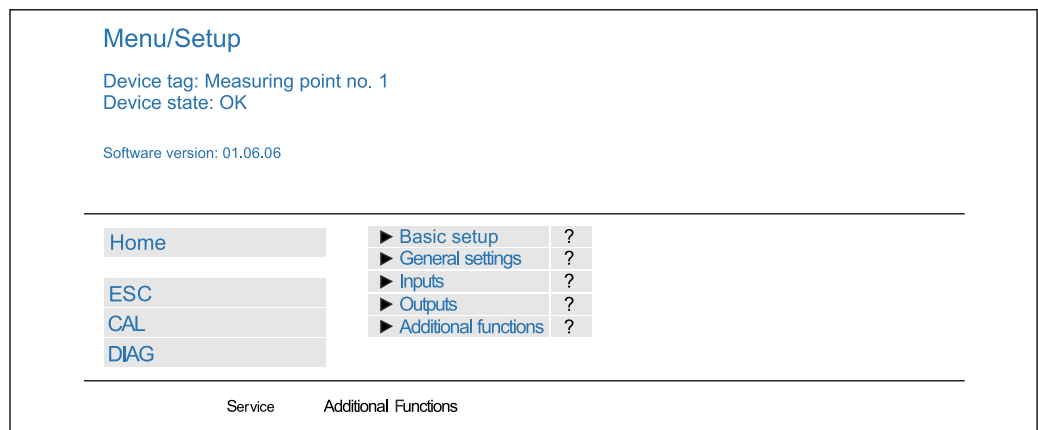 Menu/Setup
Device tag: Measuring point no. 1
Device state: OK
Software version: 01.06.06
Home
ESC
CAL
DIAG
► Basic setup ?
► General settings ?
► Inputs ?
► Outputs ?
► Additional functions ?
Service Additional Functions